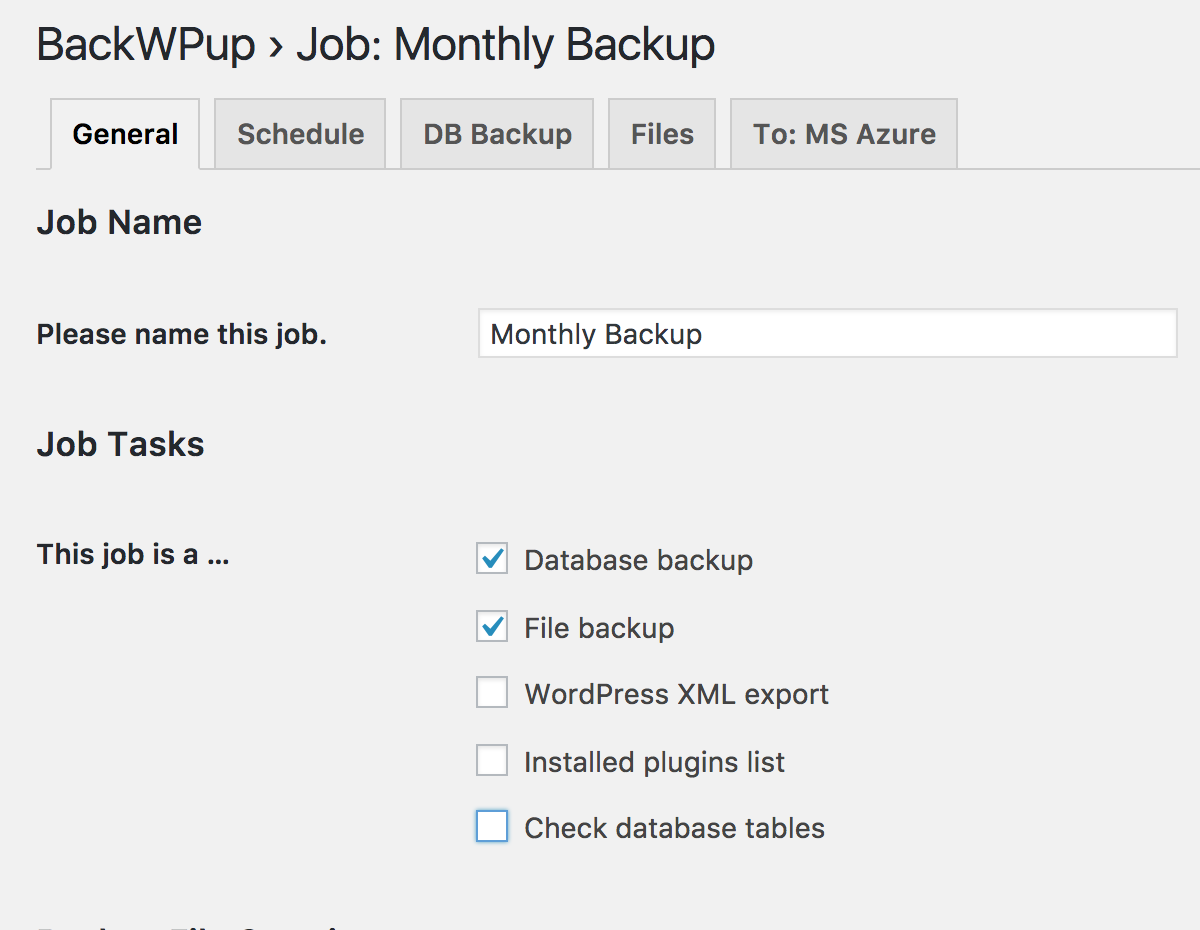 BackWPup › Job: Monthly Backup
General Schedule DB Backup Files To: MS Azure
Job Name
Please name this job. Monthly Backup
Job Tasks
This job is a ... Database backup
File backup
WordPress XML export
Installed plugins list
Check database tables